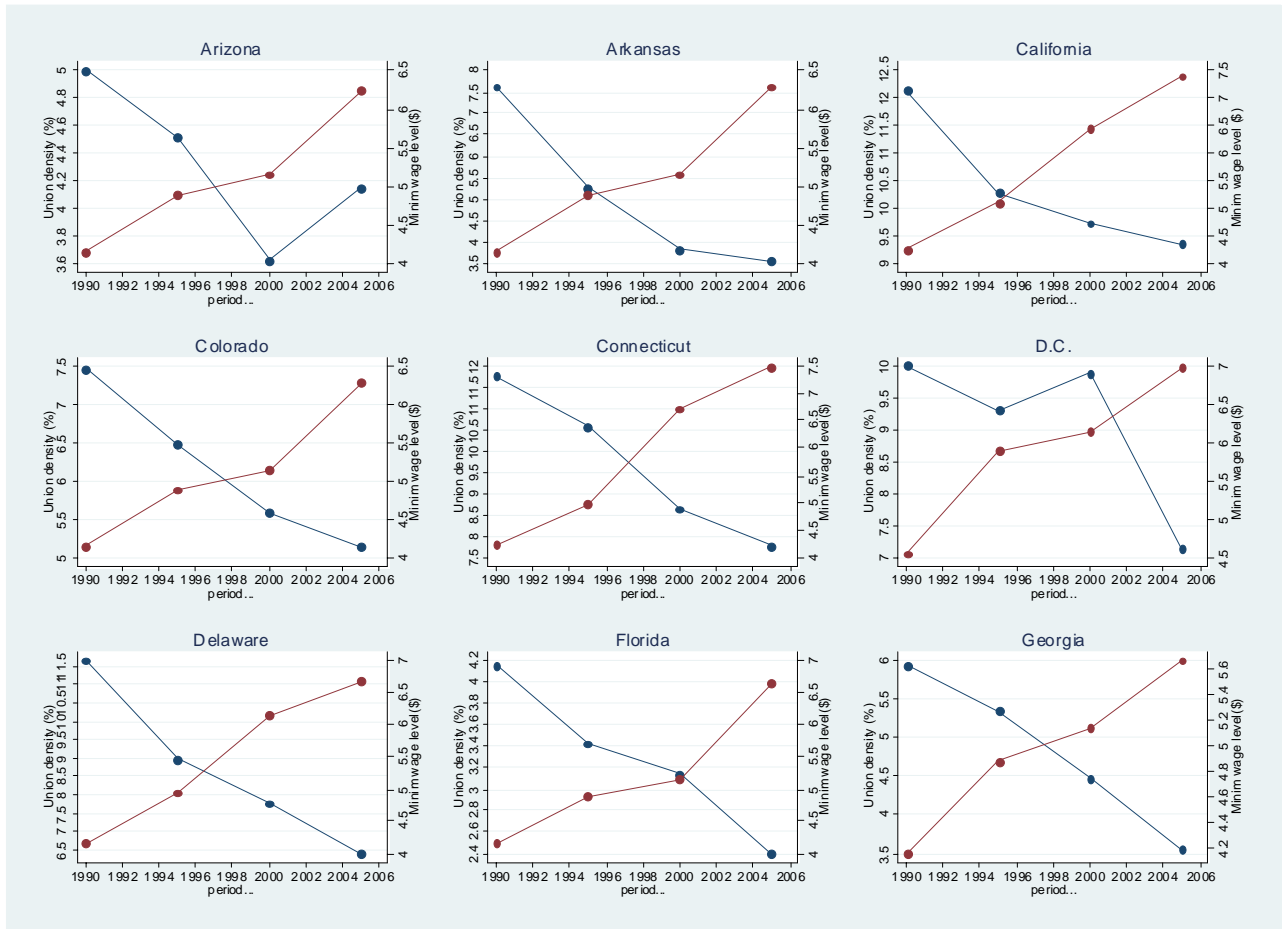 Arizona
Union density (%)
3.6 3.8 4 4.2 4.4 4.6 4.8 5
Minim wage level($)
4 4.5 5 5.5 6 6.5
1990 1992 1994 1996 1998 2000 2002 2004 2006
period...
Arkansas
Union density (%)
3.5 4 4.5 5 5.5 6 6.5 7 7.5 8
Minim wage level($)
4 4.5 5 5.5 6 6.5
1990 1992 1994 1996 1998 2000 2002 2004 2006
period...
California
Union density (%)
9 9.5 10 10.5 11 11.5 12 12.5
Minim wage level($)
4 4.5 5 5.5 6 6.5 7 7.5
1990 1992 1994 1996 1998 2000 2002 2004 2006
period...
Colorado
Union density (%)
5 5.5 6 6.5 7 7.5
Minim wage level($)
4 4.5 5 5.5 6 6.5
1990 1992 1994 1996 1998 2000 2002 2004 2006
period...
Connecticut
Union density (%)
7.5 8 8.5 9 9.5 10 10.5 11 11.5 12
Minim wage level($)
4 4.5 5 5.5 6 6.5 7 7.5
1990 1992 1994 1996 1998 2000 2002 2004 2006
period...
D.C.
Union density (%)
7 7.5 8 8.5 9 9.5 10
Minim wage level($)
4.5 5 5.5 6 6.5 7
1990 1992 1994 1996 1998 2000 2002 2004 2006
period...
Delaware
Union density (%)
6.5 7 7.5 8 8.5 9 9.5 10 10.5 11 11.5
Minim wage level($)
4 4.5 5 5.5 6 6.5 7
1990 1992 1994 1996 1998 2000 2002 2004 2006
period...
Florida
Union density (%)
2.4 2.6 2.8 3 3.2 3.4 3.6 3.8 4 4.2
Minim wage level($)
4 4.5 5 5.5 6 6.5 7
1990 1992 1994 1996 1998 2000 2002 2004 2006
period...
Georgia
Union density (%)
3.5 4 4.5 5 5.5 6
Minim wage level($)
4.2 4.4 4.6 4.8 5 5.2 5.4 5.6
1990 1992 1994 1996 1998 2000 2002 2004 2006
period...